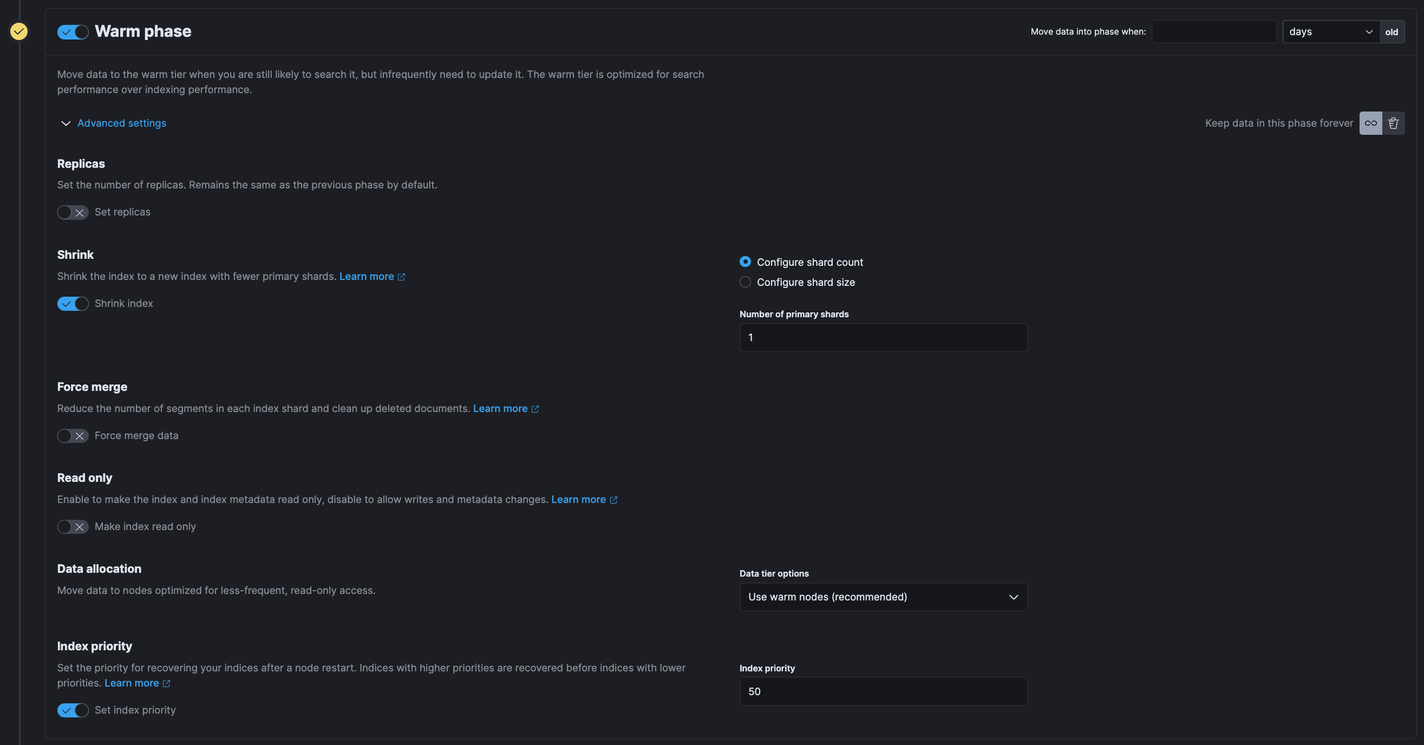 Warm phase
Move data into phase when:
days
old
Move data to the warm tier when you are still likely to search it, but infrequently need to update it. The warm tier is optimized for search
performance over indexing performance.
Advanced settings
Keep data in this phase forever
Replicas
Set the number of replicas. Remains the same as the previous phase by default.
Set replicas
Shrink
Shrink the index to a new index with fewer primary shards. Learn more
Shrink index
Configure shard count
Configure shard size
Number of primary shards
1
Force merge
Reduce the number of segments in each index shard and clean up deleted documents. Learn more
Force merge data
Read only
Enable to make the index and index metadata read only, disable to allow writes and metadata changes. Learn more
Make index read only
Data allocation
Move data to nodes optimized for less-frequent, read-only access.
Data tier options
Use warm nodes (recommended)
Index priority
Set the priority for recovering your indices after a node restart. Indices with higher priorities are recovered before indices with lower
priorities. Learn more
Set index priority
Index priority
50